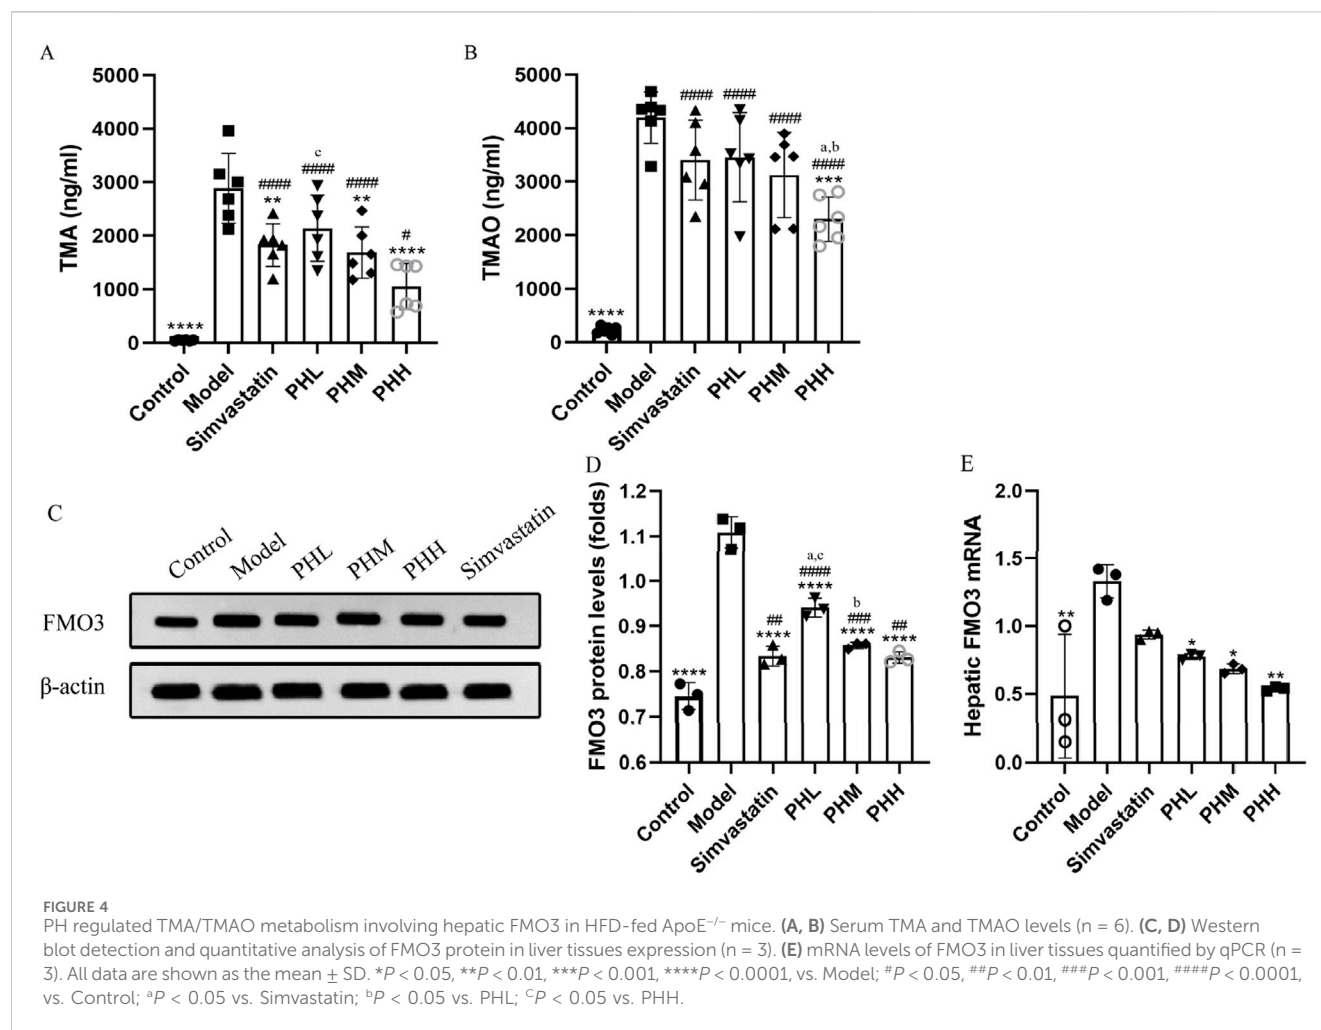 A
5000
4000
3000
2000
1000
0
TMA (ng/ml)
****
####
**
c
####
####
**
#
****
Control
Model
Simvastatin
PHL
PHM
PHH
B
5000
4000
3000
2000
1000
0
TMAO (ng/ml)
****
####
####
####
a,b
####
***
Control
Model
Simvastatin
PHL
PHM
PHH
C
Control
Model
PHL
PHM
PHH
Simvastatin
FMO3
β-actin
D
1.2
1.1
1.0
0.9
0.8
0.7
0.6
FMO3 protein levels (folds)
****
##
****
a,c
####
****
b
###
****
##
****
Control
Model
Simvastatin
PHL
PHM
PHH
E
2.0
1.5
1.0
0.5
0.0
Hepatic FMO3 mRNA
**
*
*
**
Control
Model
Simvastatin
PHL
PHM
PHH
FIGURE 4
PH regulated TMA/TMAO metabolism involving hepatic FMO3 in HFD-fed ApoE−/− mice. (A, B) Serum TMA and TMAO levels (n = 6). (C, D) Western
blot detection and quantitative analysis of FMO3 protein in liver tissues expression (n = 3). (E) mRNA levels of FMO3 in liver tissues quantified by qPCR (n =
3). All data are shown as the mean ± SD. *P < 0.05, **P < 0.01, ***P < 0.001, ****P < 0.0001, vs. Model; #P < 0.05, ##P < 0.01, ###P < 0.001, ####P < 0.0001,
vs. Control; aP < 0.05 vs. Simvastatin; bP < 0.05 vs. PHL; CP < 0.05 vs. PHH.